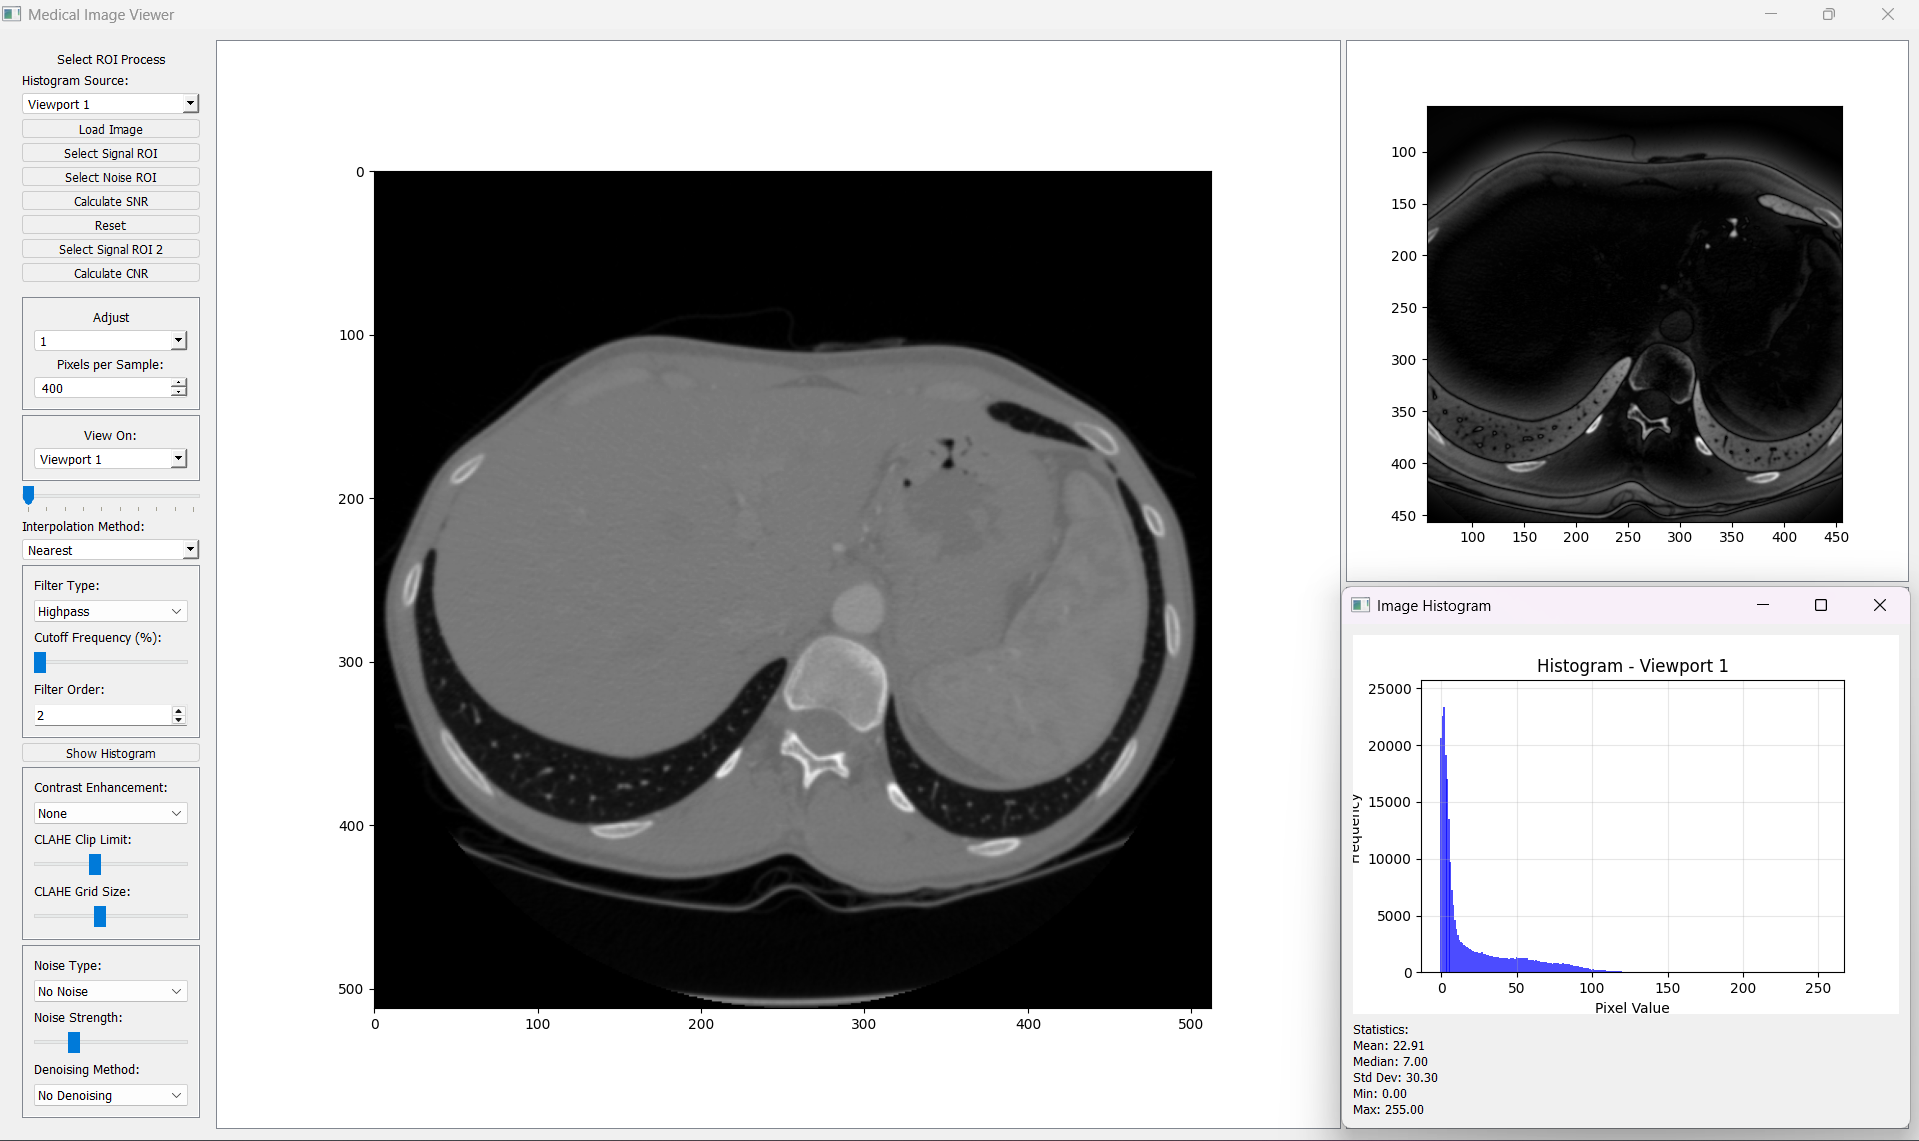 Medical Image Viewer
Select ROI Process
Histogram Source:
Viewport 1
Load Image
Select Signal ROI
Select Noise ROI
Calculate SNR
Reset
Select Signal ROI 2
Calculate CNR
Adjust
1
Pixels per Sample:
400
View On:
Viewport 1
Interpolation Method:
Nearest
Filter Type:
Highpass
Cutoff Frequency (%):
Filter Order:
2
Show Histogram
Contrast Enhancement:
None
CLAHE Clip Limit:
CLAHE Grid Size:
Noise Type:
No Noise
Noise Strength:
Denoising Method:
No Denoising
0
100
200
300
400
500
0 100 200 300 400 500
100
150
200
250
300
350
400
450
100 150 200 250 300 350 400 450
Image Histogram
Histogram - Viewport 1
25000
20000
15000
10000
5000
0
Frequency
0 50 100 150 200 250
Pixel Value
Statistics:
Mean: 22.91
Median: 7.00
Std Dev: 30.30
Min: 0.00
Max: 255.00